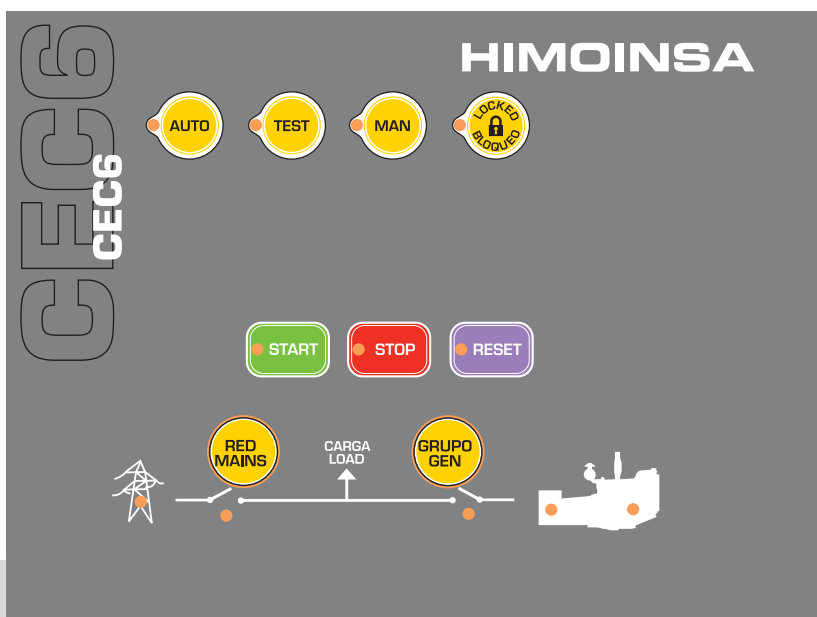 CEC6
CEC6
HIMOINSA
AUTO
TEST
MAN
LOCKED
BLOQUEO
START
STOP
RESET
RED
MAINS
CARGA
LOAD
GRUPO
GEN